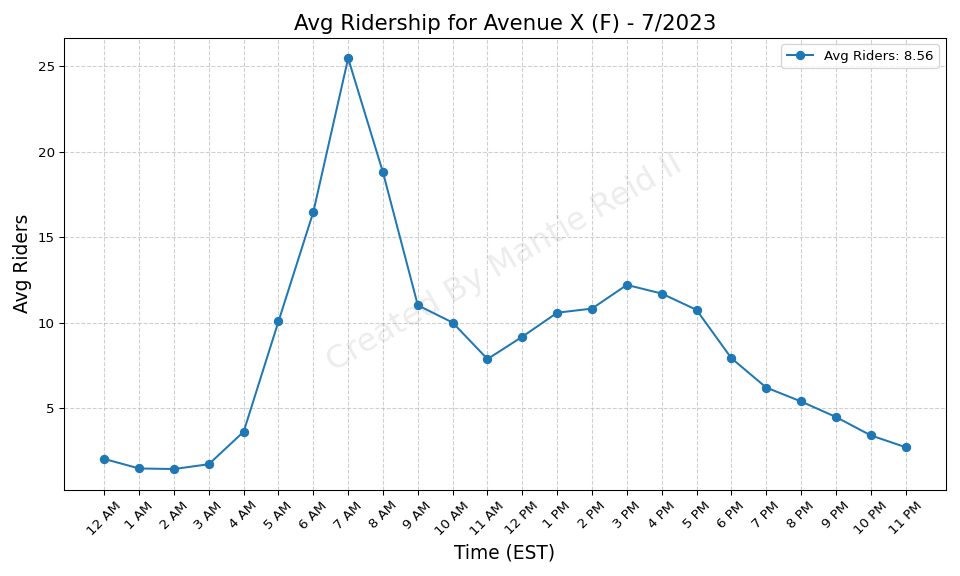 Avg Ridership for Avenue X (F) - 7/2023
Avg Riders: 8.56
Avg Riders
25
20
15
10
5
Created By Mantie Reid II
12 AM
1 AM
2 AM
3 AM
4 AM
5 AM
6 AM
7 AM
8 AM
9 AM
10 AM
11 AM
12 PM
1 PM
2 PM
3 PM
4 PM
5 PM
6 PM
7 PM
8 PM
9 PM
10 PM
11 PM
Time (EST)